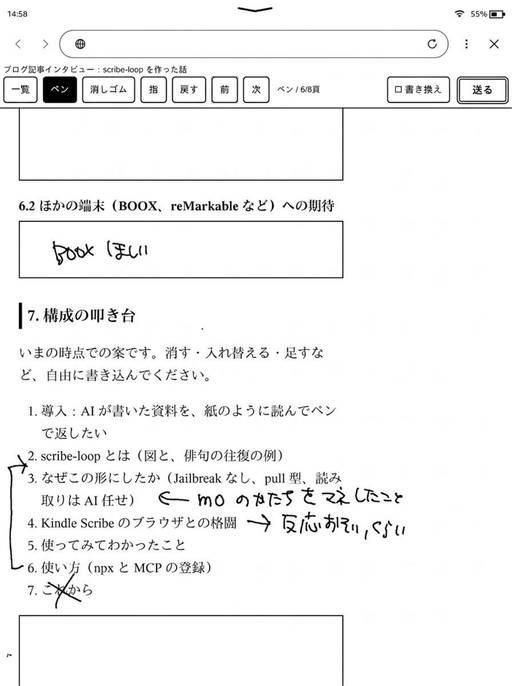 14:58
55%
ブログ記事インタビュー：scribe-loop を作った話
一覧
ペン
消しゴム
指
戻す
前
次
ペン / 6/8頁
書き換え
送る
6.2 ほかの端末（BOOX、reMarkable など）への期待
BOOX ほしい
7. 構成の叩き台
いまの時点での案です。消す・入れ替える・足すな
ど、自由に書き込んでください。
1. 導入：AI が書いた資料を、紙のように読んでペン
で返したい
2. scribe-loop とは（図と、俳句の往復の例）
3. なぜこの形にしたか（Jailbreak なし、pull 型、読み
取りは AI 任せ） ← mo のかたちをマネしたこと
4. Kindle Scribe のブラウザとの格闘 → 反応おそい,くらい
5. 使ってみてわかったこと
6. 使い方（npx と MCP の登録）
7. これから